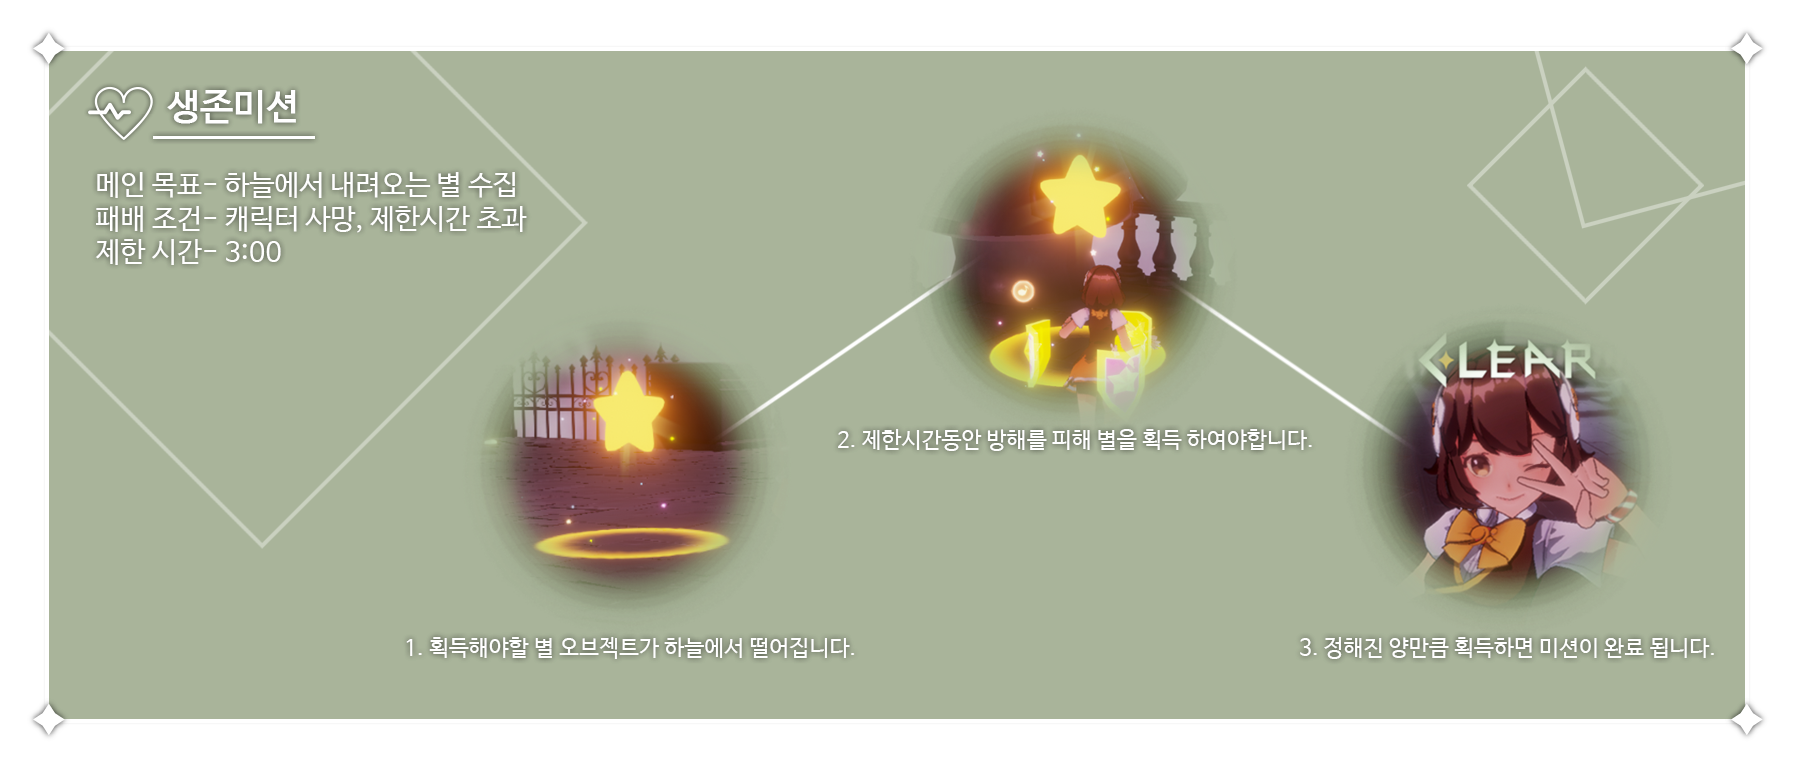 생존미션
메인 목표- 하늘에서 내려오는 별 수집
패배 조건- 캐릭터 사망, 제한시간 초과
제한 시간- 3:00
1. 획득해야할 별 오브젝트가 하늘에서 떨어집니다.
2. 제한시간동안 방해를 피해 별을 획득 하여야합니다.
CLEAR
3. 정해진 양만큼 획득하면 미션이 완료 됩니다.